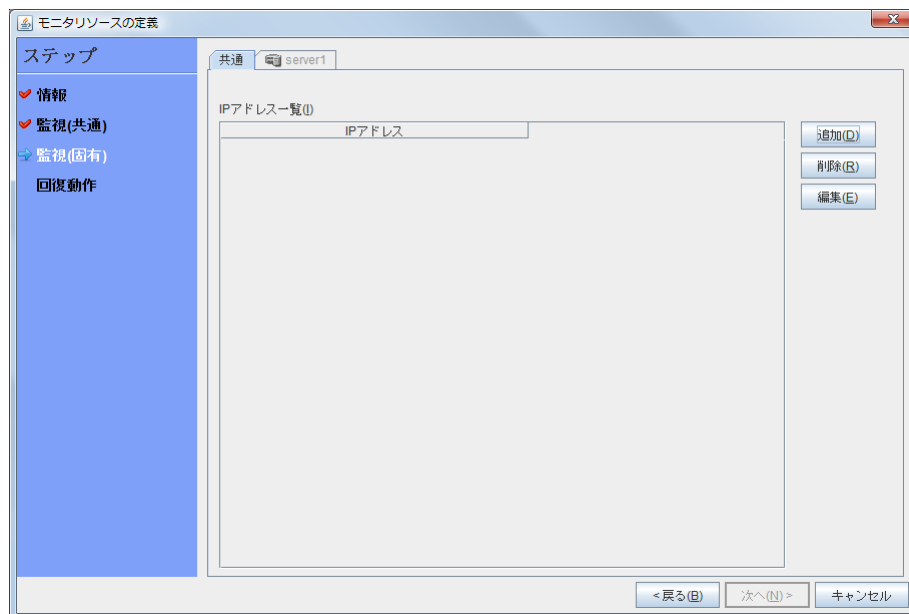 モニタリソースの定義
ステップ
情報
監視(共通)
監視(固有)
回復動作
共通
server1
IPアドレス一覧(I)
IPアドレス
追加(D)
削除(R)
編集(E)
<戻る(B)
次へ(N)>
キャンセル